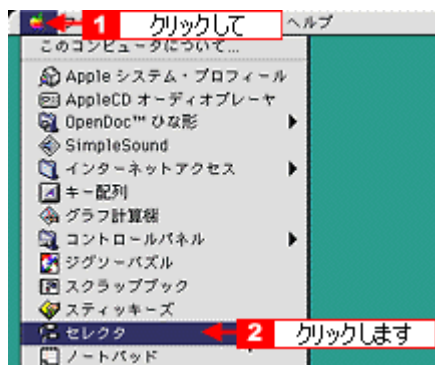 1 クリックして ヘルプ
このコンピュータについて...
Apple システム・プロフィール
AppleCD オーディオプレーヤ
OpenDoc™ ひな形
SimpleSound
インターネットアクセス
キー配列
グラフ計算機
コントロールパネル
ジグソーパズル
スクラップブック
スティッキーズ
セレクタ 2 クリックします
ノートパッド